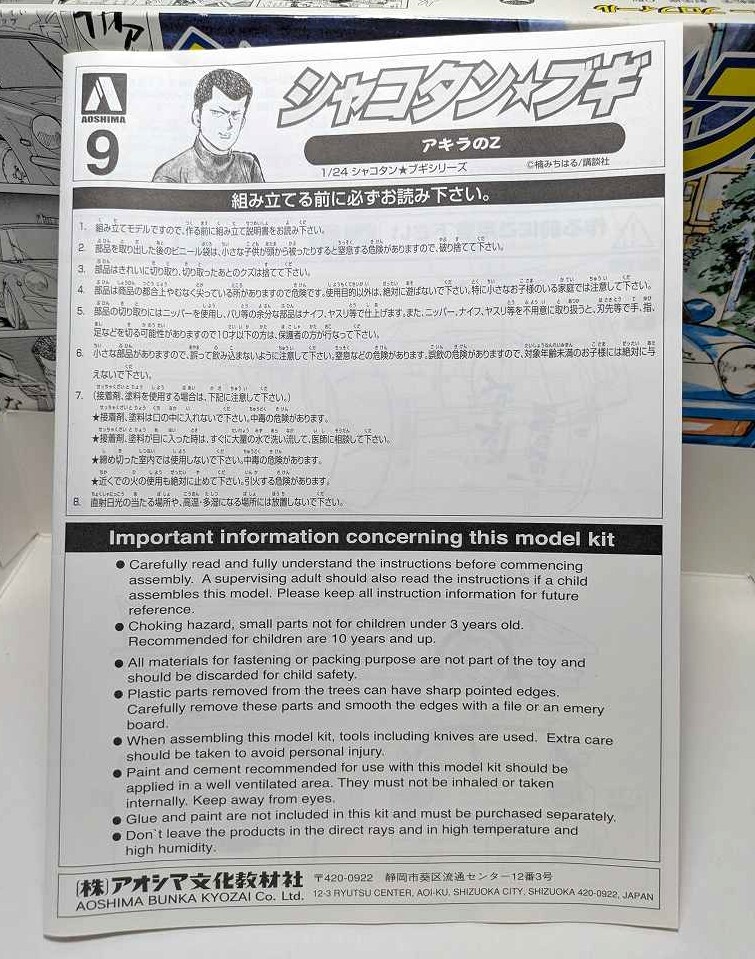 AOSHIMA
9
シャコタン★ブギ
アキラのZ
1/24 シャコタン★ブギシリーズ
©楠みちはる/講談社
組み立てる前に必ずお読み下さい。
1. 組み立てモデルですので、作る前に組み立て説明書をお読み下さい。
2. 部品を取り出した後のビニール袋は、小さな子供が頭から被ったりすると窒息する危険がありますので、破り捨てて下さい。
3. 部品はきれいに切り取り、切り取ったあとのクズは捨てて下さい。
4. 部品は商品の都合上やむなく尖っている所がありますので危険です。使用目的以外は、絶対に遊ばないで下さい。特に小さなお子様のいる家庭では注意して下さい。
5. 部品の切り取りにはニッパーを使用し、バリ等の余分な部品はナイフ、ヤスリ等で仕上げます。また、ニッパー、ナイフ、ヤスリ等を不用意に取り扱うと、刃先等で手、指、
足などを切る可能性がありますので10才以下の方は、保護者の方が行なって下さい。
6. 小さな部品がありますので、誤って飲み込まないように注意して下さい。窒息などの危険があります。誤飲の危険がありますので、対象年齢未満のお子様には絶対に与
えないで下さい。
7. (接着剤、塗料を使用する場合は、下記に注意して下さい。)
★接着剤、塗料は口の中に入れないで下さい。中毒の危険があります。
★接着剤、塗料が目に入った時は、すぐに大量の水で洗い流して、医師に相談して下さい。
★締め切った室内では使用しないで下さい。中毒の危険があります。
★近くでの火の使用も絶対に止めて下さい。引火する危険があります。
8. 直射日光の当たる場所や、高温・多湿になる場所には放置しないで下さい。
Important information concerning this model kit
● Carefully read and fully understand the instructions before commencing
assembly. A supervising adult should also read the instructions if a child
assembles this model. Please keep all instruction information for future
reference.
● Choking hazard, small parts not for children under 3 years old.
Recommended for children are 10 years and up.
● All materials for fastening or packing purpose are not part of the toy and
should be discarded for child safety.
● Plastic parts removed from the trees can have sharp pointed edges.
Carefully remove these parts and smooth the edges with a file or an emery
board.
● When assembling this model kit, tools including knives are used. Extra care
should be taken to avoid personal injury.
● Paint and cement recommended for use with this model kit should be
applied in a well ventilated area. They must not be inhaled or taken
internally. Keep away from eyes.
● Glue and paint are not included in this kit and must be purchased separately.
● Don`t leave the products in the direct rays and in high temperature and
high humidity.
(株)アオシマ文化教材社 〒420-0922 静岡市葵区流通センター12番3号
AOSHIMA BUNKA KYOZAI Co. Ltd. 12-3 RYUTSU CENTER, AOI-KU, SHIZUOKA CITY, SHIZUOKA 420-0922, JAPAN